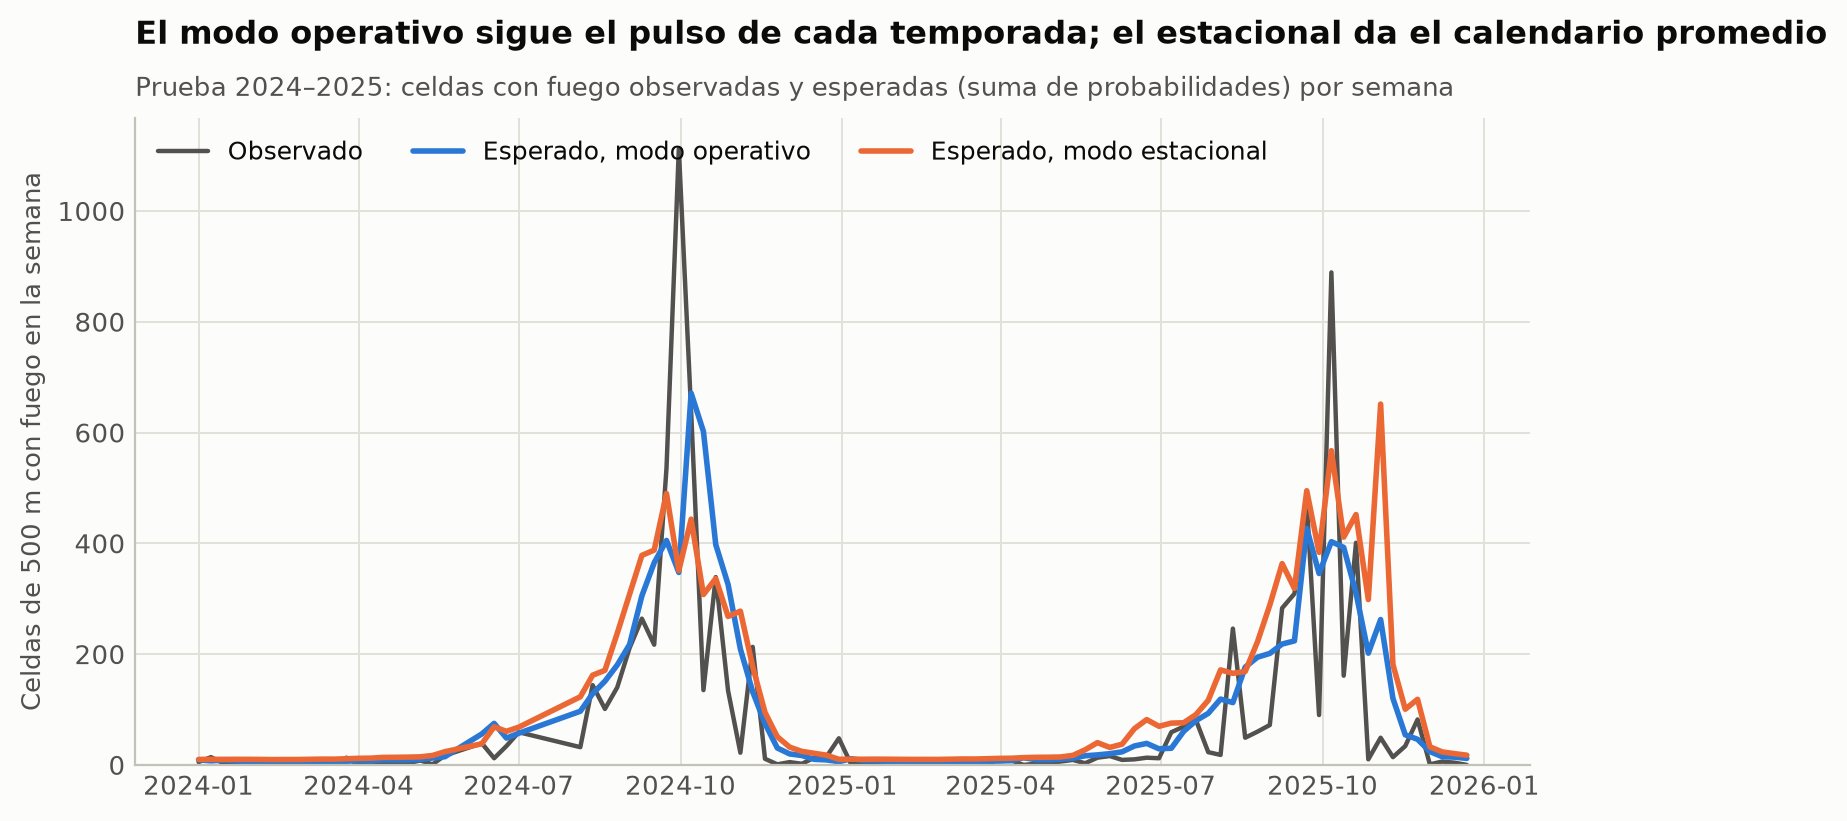 El modo operativo sigue el pulso de cada temporada; el estacional da el calendario promedio
Prueba 2024–2025: celdas con fuego observadas y esperadas (suma de probabilidades) por semana
Observado
Esperado, modo operativo
Esperado, modo estacional
Celdas de 500 m con fuego en la semana
1000
800
600
400
200
0
2024-01
2024-04
2024-07
2024-10
2025-01
2025-04
2025-07
2025-10
2026-01